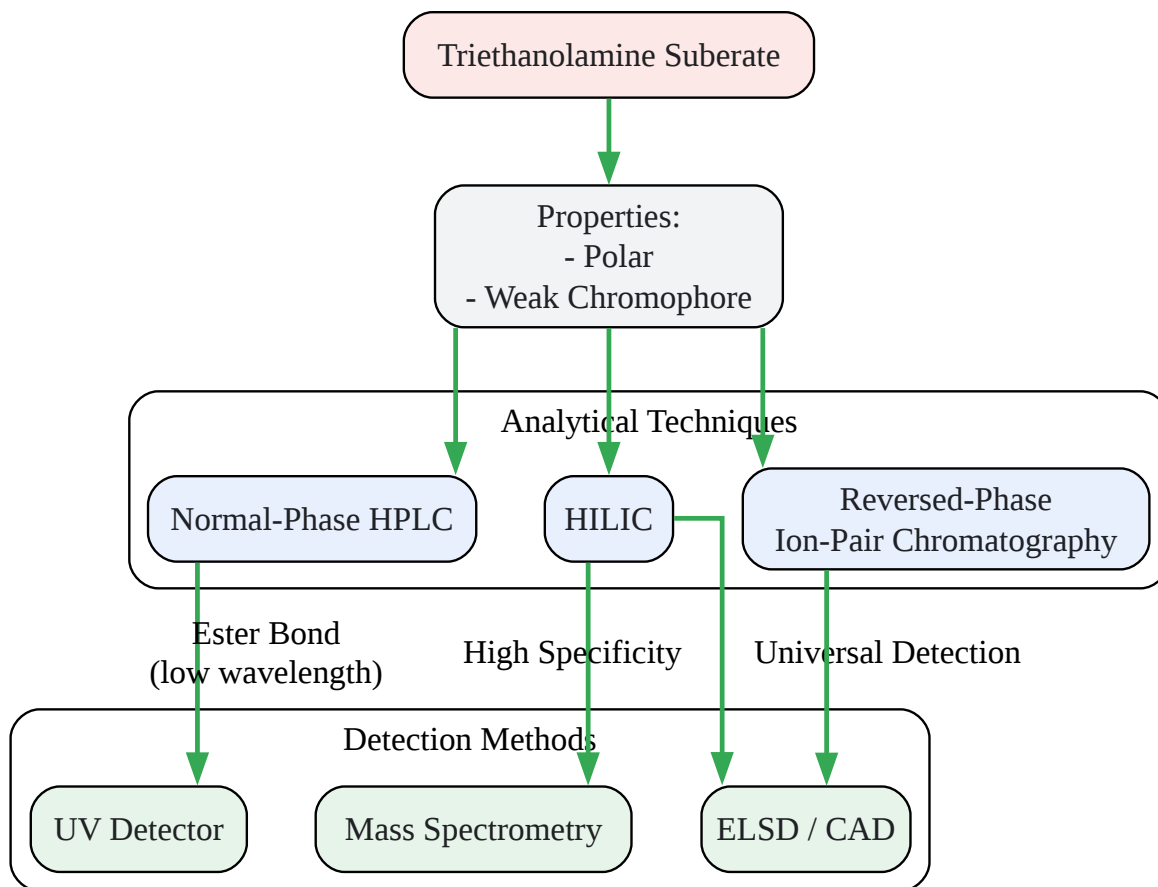 Triethanolamine Suberate
Properties:
- Polar
- Weak Chromophore
Analytical Techniques
Normal-Phase HPLC
HILIC
Reversed-Phase
Ion-Pair Chromatography
Ester Bond
(low wavelength)
High Specificity
Universal Detection
Detection Methods
UV Detector
Mass Spectrometry
ELSD / CAD